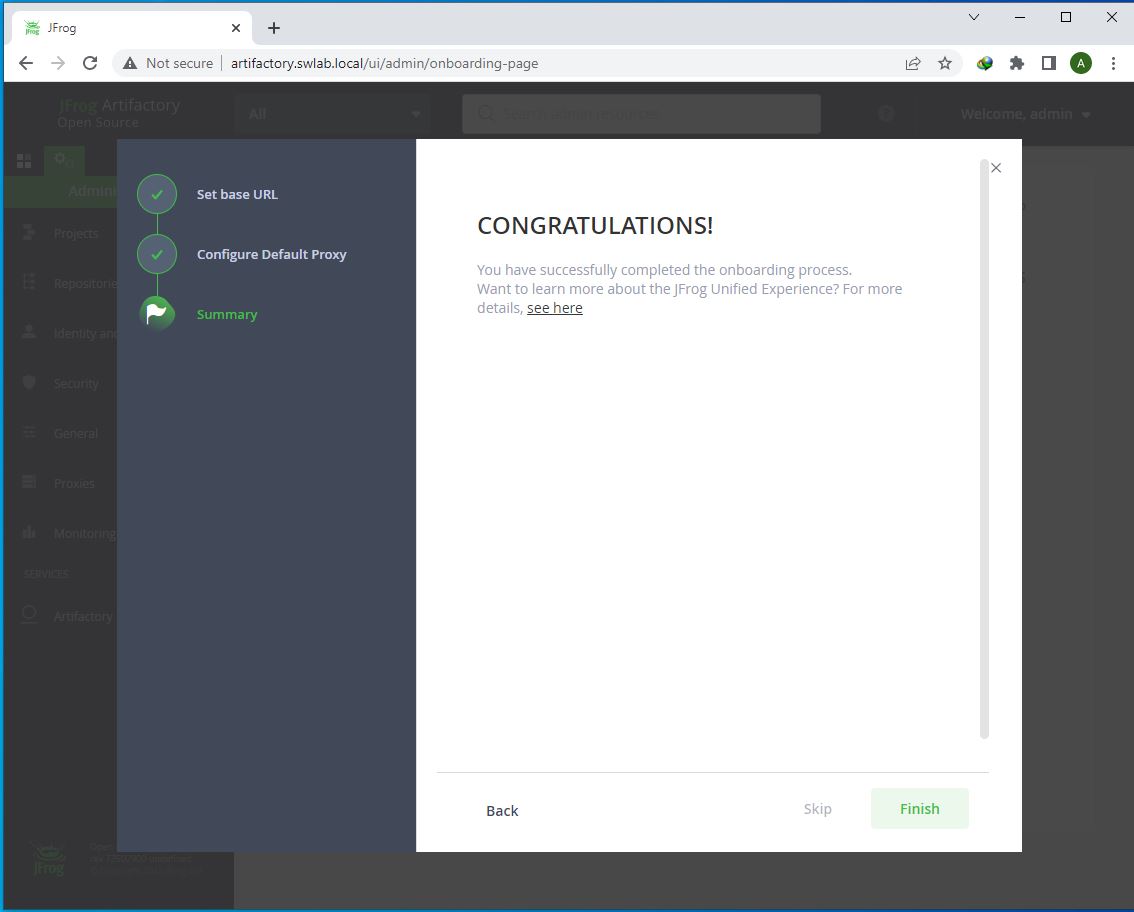 JFrog
Not secure
artifactory.swlab.local/ui/admin/onboarding-page
JFrog Artifactory
Open Source
All
Search admin resources
Welcome, admin
Admini
Projects
Repositorie
Identity and
Security
General
Proxies
Monitoring
SERVICES
Artifactory
JFrog
Set base URL
Configure Default Proxy
Summary
CONGRATULATIONS!
You have successfully completed the onboarding process.
Want to learn more about the JFrog Unified Experience? For more
details, see here
Back
Skip
Finish
A